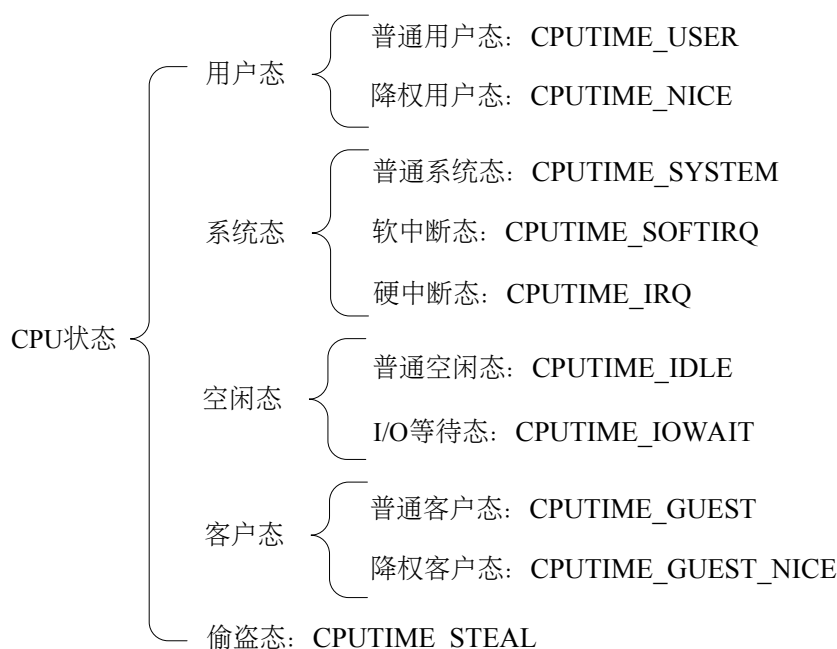 普通用户态：CPUTIME_USER
用户态
降权用户态：CPUTIME_NICE
普通系统态：CPUTIME_SYSTEM
系统态
软中断态：CPUTIME_SOFTIRQ
硬中断态：CPUTIME_IRQ
CPU状态
普通空闲态：CPUTIME_IDLE
空闲态
I/O等待态：CPUTIME_IOWAIT
普通客户态：CPUTIME_GUEST
客户态
降权客户态：CPUTIME_GUEST_NICE
偷盗态：CPUTIME_STEAL